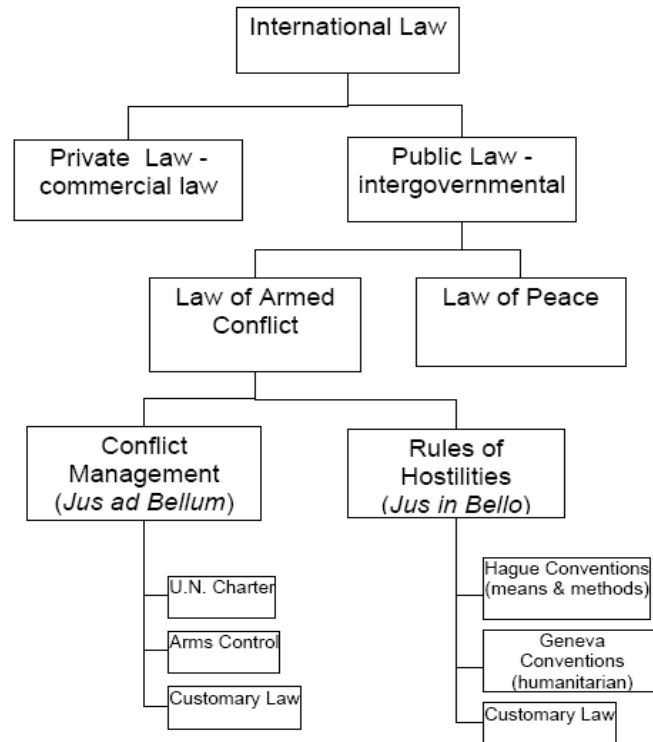 International Law
Private Law -
commercial law
Public Law -
intergovernmental
Law of Armed
Conflict
Law of Peace
Conflict
Management
(Jus ad Bellum)
Rules of
Hostilities
(Jus in Bello)
U.N. Charter
Arms Control
Customary Law
Hague Conventions
(means & methods)
Geneva
Conventions
(humanitarian)
Customary Law